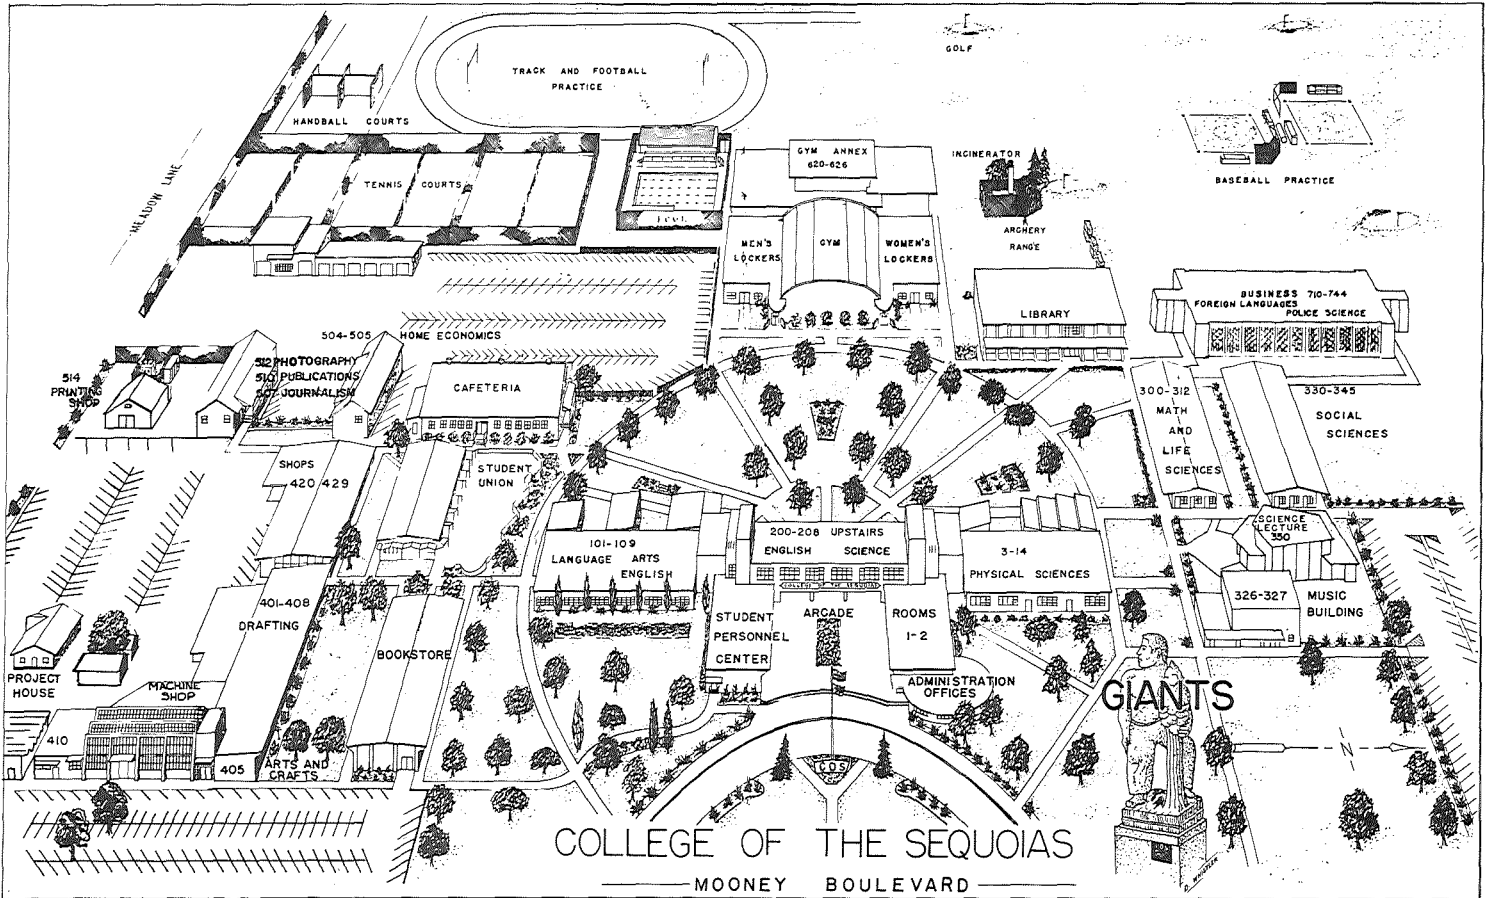 GOLF
TRACK AND FOOTBALL
PRACTICE
HANDBALL COURTS
MEADOW LANE
TENNIS COURTS
POOL
GYM ANNEX
620-626
MEN'S
LOCKERS
GYM
WOMEN'S
LOCKERS
INCINERATOR
ARCHERY
RANGE
BASEBALL PRACTICE
LIBRARY
BUSINESS 710-744
FOREIGN LANGUAGES
POLICE SCIENCE
504-505 HOME ECONOMICS
512 PHOTOGRAPHY
510 PUBLICATIONS
507 JOURNALISM
514
PRINTING
SHOP
CAFETERIA
300-312
MATH
AND
LIFE
SCIENCES
330-345
SOCIAL
SCIENCES
SHOPS
420 429
STUDENT
UNION
101-109
LANGUAGE ARTS
ENGLISH
200-208 UPSTAIRS
ENGLISH SCIENCE
COLLEGE OF THE SEQUOIAS
3-14
PHYSICAL SCIENCES
SCIENCE
LECTURE
350
326-327
MUSIC
BUILDING
401-408
DRAFTING
BOOKSTORE
STUDENT
PERSONNEL
CENTER
ARCADE
ROOMS
1-2
ADMINISTRATION
OFFICES
PROJECT
HOUSE
MACHINE
SHOP
410
405
ARTS AND
CRAFTS
GIANTS
N
COS
COLLEGE OF THE SEQUOIAS
MOONEY BOULEVARD
D. WHISTLER